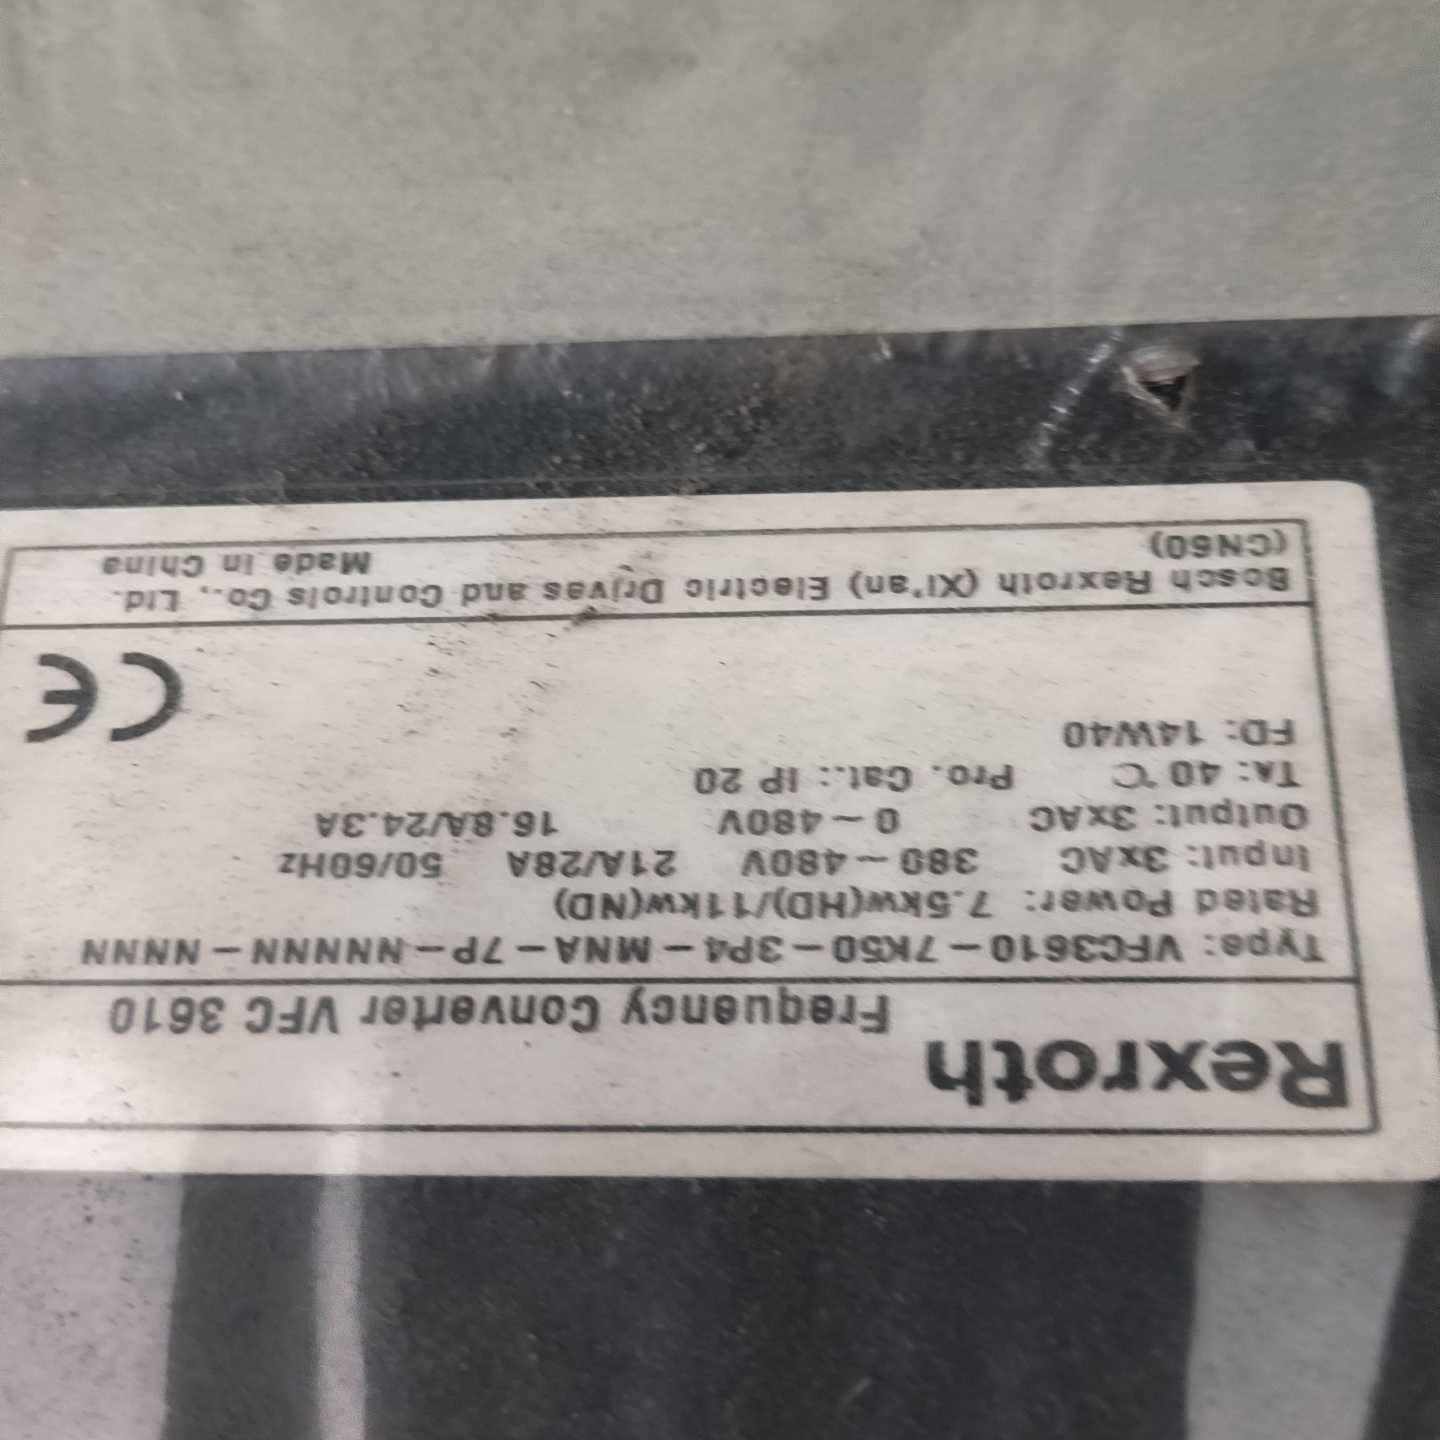 Rexroth Frequency Converter VFC 3610
Type: VFC3610-7K50-3P4-MNA-7P-NNNNN-NNNN
Rated Power: 7.5kw(HD)/11kw(ND)
Input: 3xAC 380~480V 21A/28A 50/60Hz
Output: 3xAC 0~480V 16.8A/24.3A
TA: 40℃ Pro. Cat.: IP 20
FD: 14W40
CE
Bosch Rexroth (Xi'an) Electric Drives and Controls Co., Ltd.
(CN60) Made in China